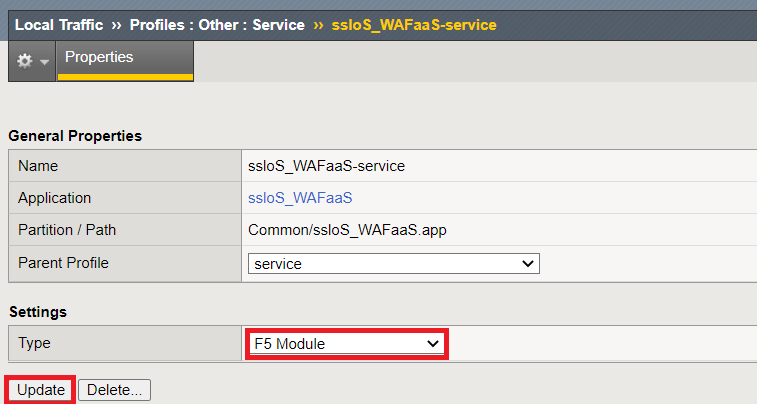 Local Traffic ›› Profiles : Other : Service ›› ssloS_WAFaaS-service
Properties
General Properties
Name ssloS_WAFaaS-service
Application ssloS_WAFaaS
Partition / Path Common/ssloS_WAFaaS.app
Parent Profile service
Settings
Type F5 Module
Update Delete...